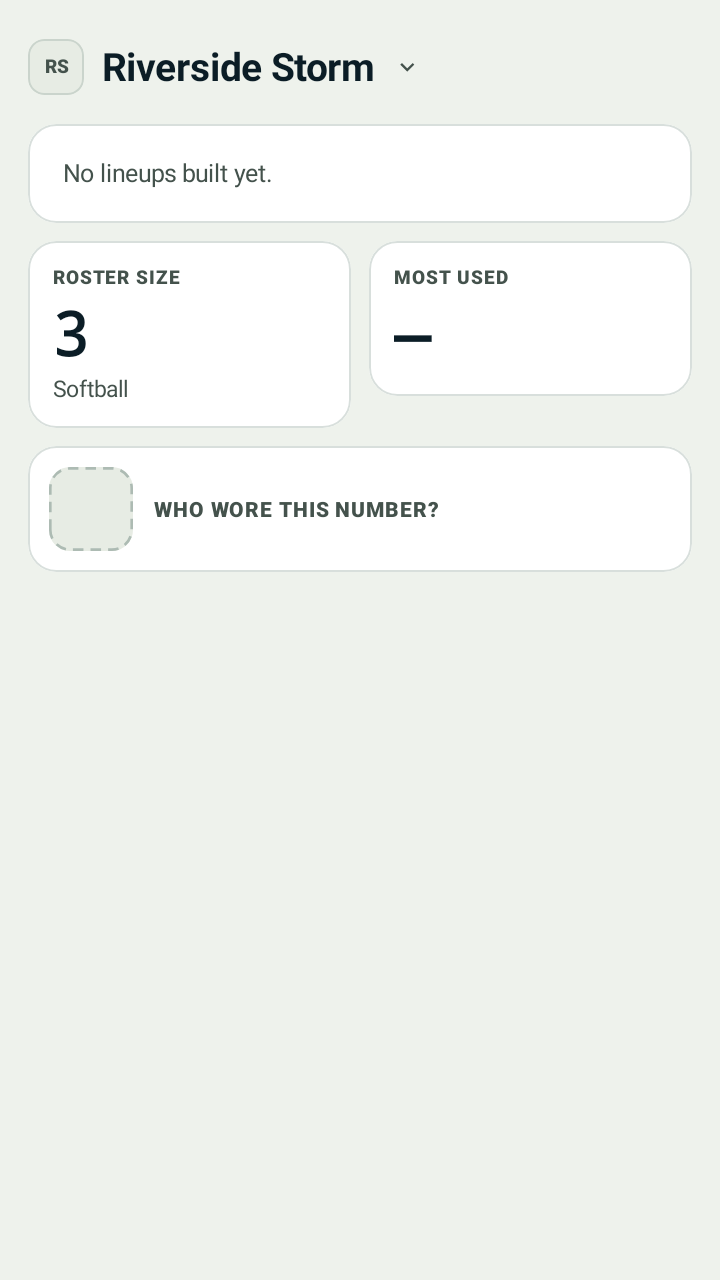 RS
Riverside Storm
No lineups built yet.
ROSTER SIZE
3
Softball
MOST USED
—
WHO WORE THIS NUMBER?